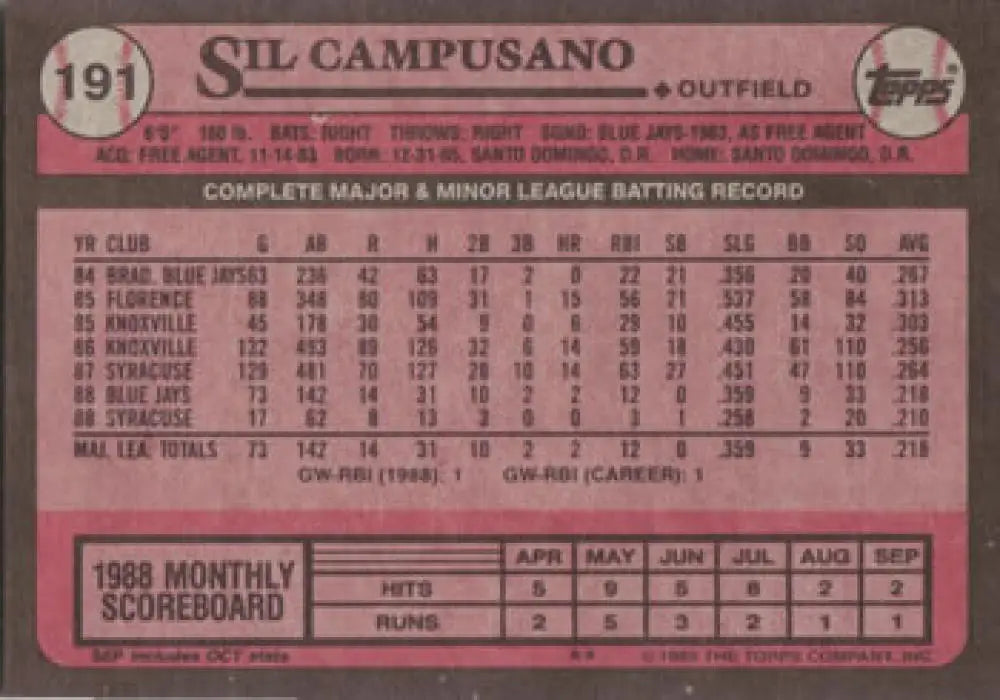 191 SIL CAMPUSANO ♦ OUTFIELD TOPPS®
6'0" 160 lb. BATS: RIGHT THROWS: RIGHT SGND: BLUE JAYS-1983, AS FREE AGENT
ACQ: FREE AGENT, 11-14-83 BORN: 12-31-65, SANTO DOMINGO, D.R. HOME: SANTO DOMINGO, D.R.
COMPLETE MAJOR & MINOR LEAGUE BATTING RECORD
YR CLUB G AB R H 2B 3B HR RBI SB SLG BB SO AVG
84 BRAD. BLUE JAYS 63 236 42 63 17 2 0 22 21 .356 20 40 .267
85 FLORENCE 88 348 80 109 31 1 15 56 21 .537 58 84 .313
85 KNOXVILLE 45 178 30 54 9 0 6 29 10 .455 14 32 .303
86 KNOXVILLE 132 493 89 126 32 6 14 59 18 .430 61 110 .256
87 SYRACUSE 129 481 70 127 28 10 14 63 27 .451 47 110 .264
88 BLUE JAYS 73 142 14 31 10 2 2 12 0 .359 9 33 .218
88 SYRACUSE 17 62 8 13 3 0 0 3 1 .258 2 20 .210
MAJ. LEA. TOTALS 73 142 14 31 10 2 2 12 0 .359 9 33 .218
GW-RBI (1988): 1 GW-RBI (CAREER): 1
1988 MONTHLY SCOREBOARD
APR MAY JUN JUL AUG SEP
HITS 5 9 5 8 2 2
RUNS 2 5 3 2 1 1
SEP includes OCT stats © 1989 THE TOPPS COMPANY, INC.